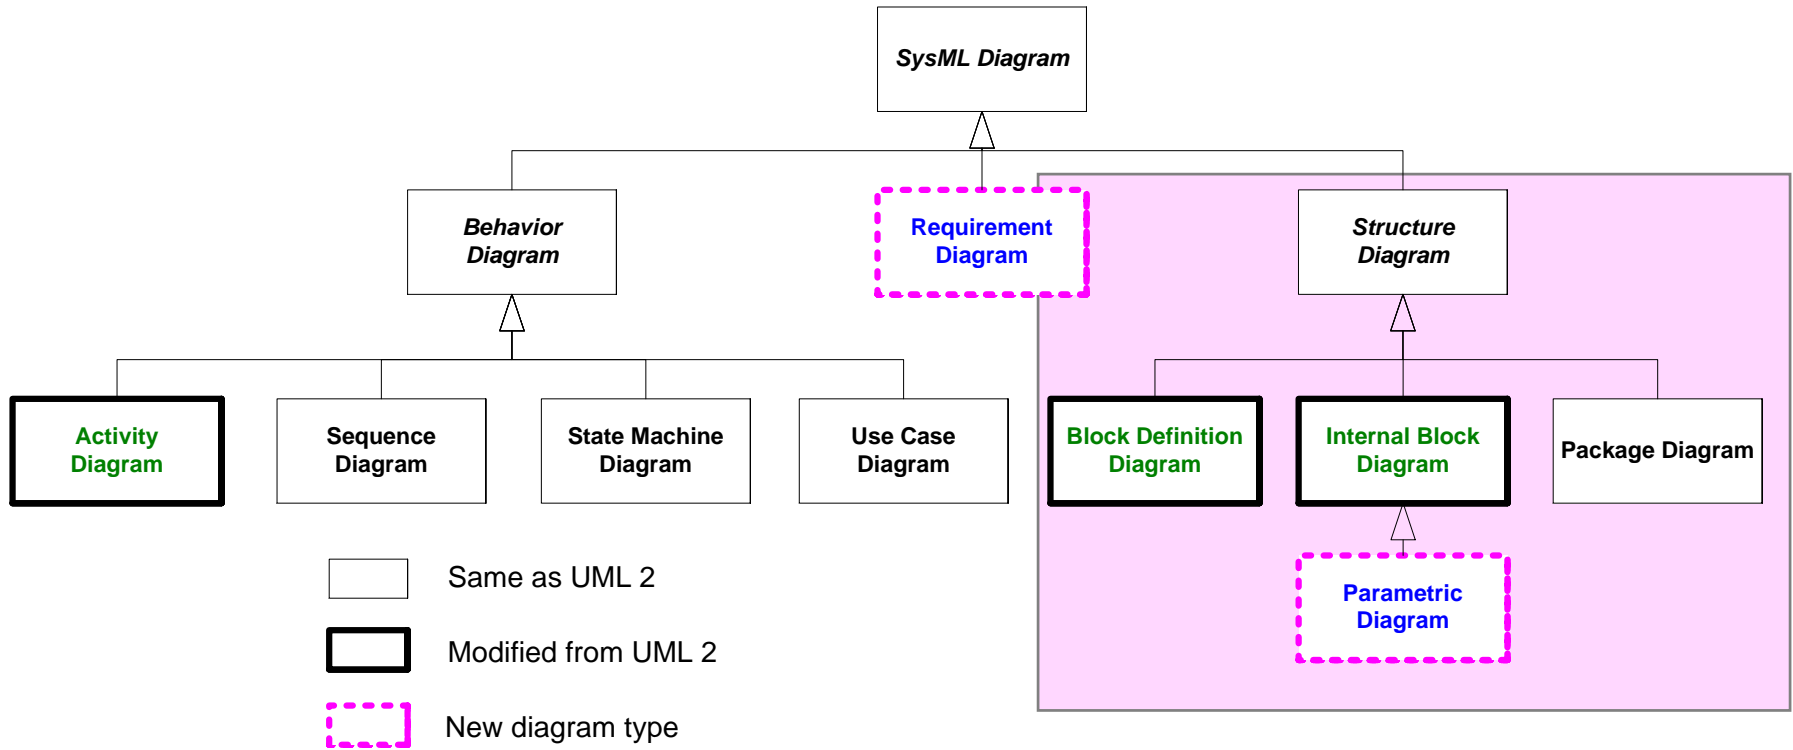 SysML Diagram
Behavior
Diagram
Requirement
Diagram
Structure
Diagram
Activity
Diagram
Sequence
Diagram
State Machine
Diagram
Use Case
Diagram
Block Definition
Diagram
Internal Block
Diagram
Package Diagram
Parametric
Diagram
Same as UML 2
Modified from UML 2
New diagram type